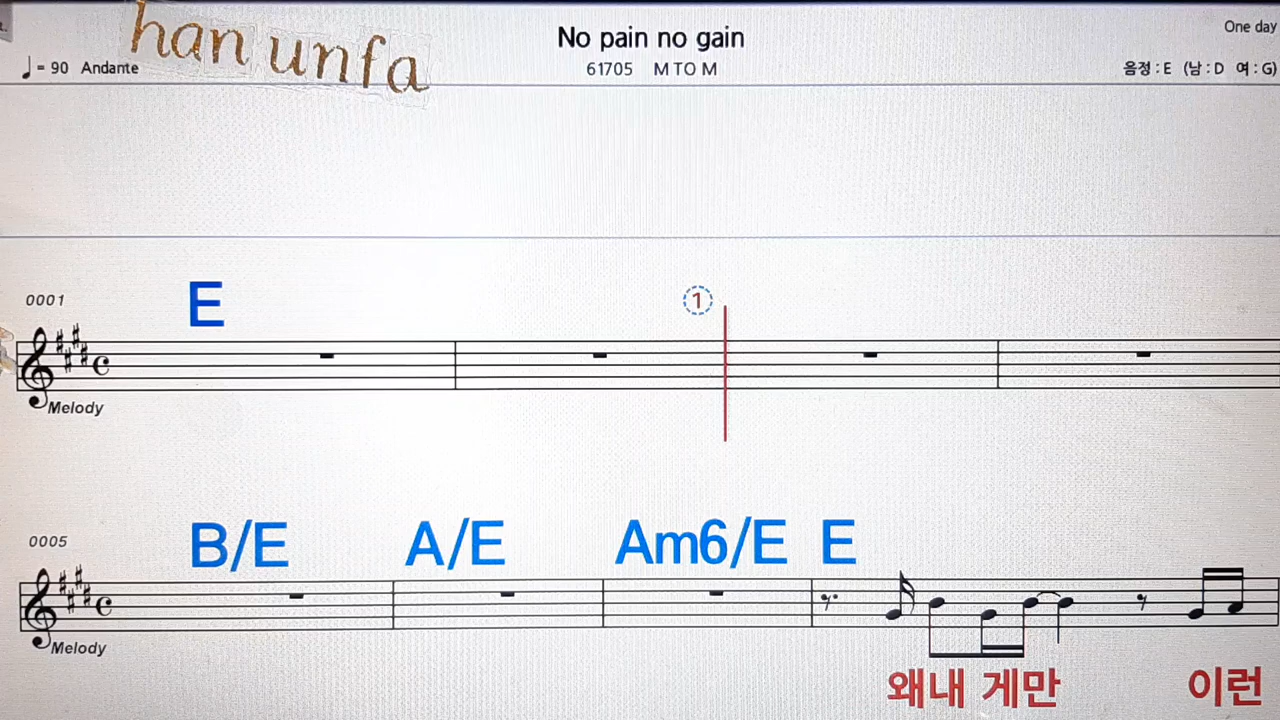 han unfa
No pain no gain
One day
♩ = 90 Andante
61705 M TO M
음정 : E (남 : D 여 : G)
0001
E
1
Melody
0005
B/E A/E Am6/E E
Melody
왜내 게만 이런